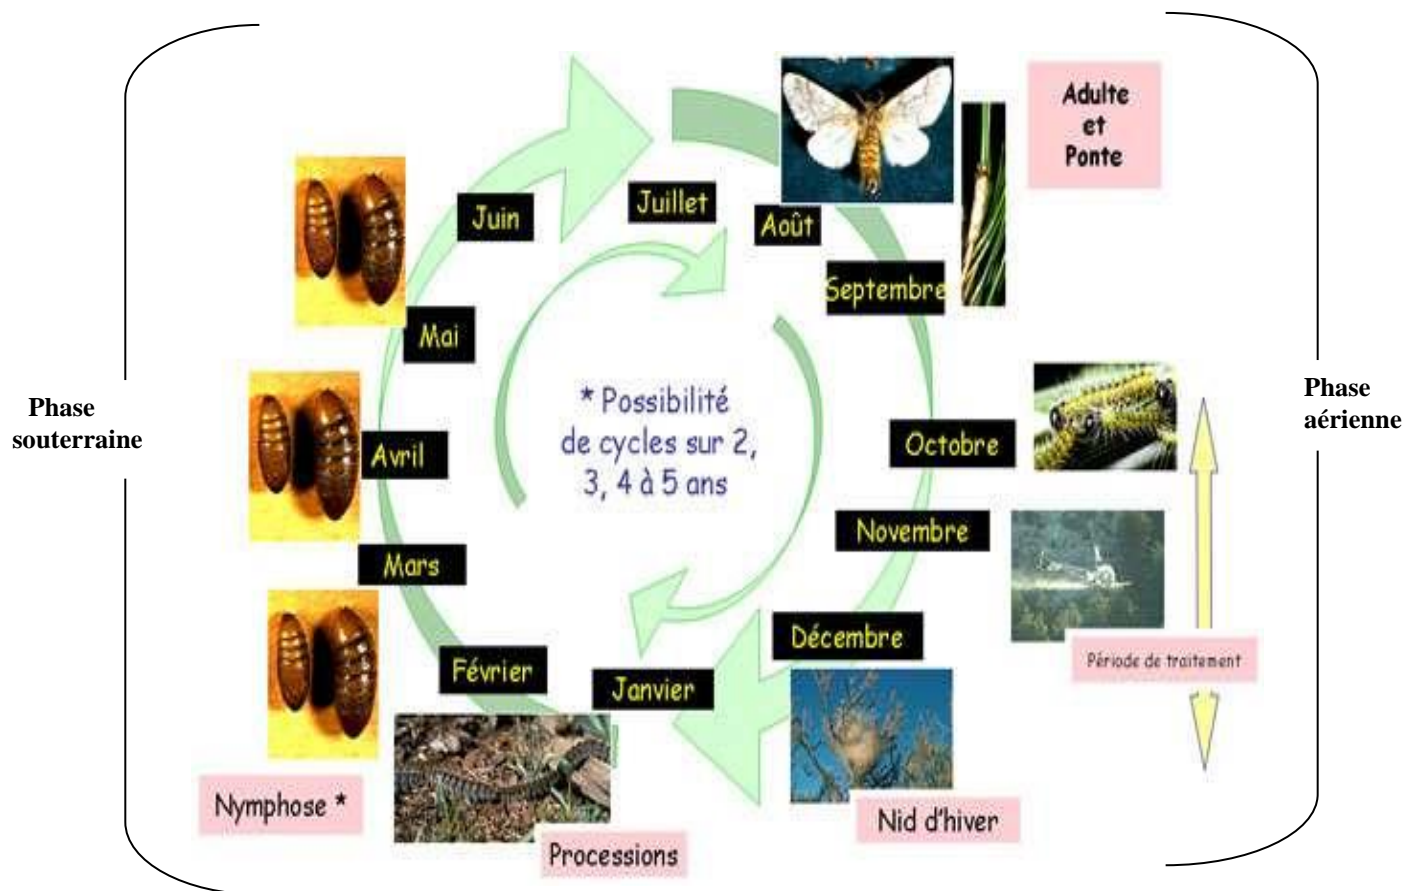 Adulte
et
Ponte
Juillet
Août
Septembre
Octobre
Novembre
Décembre
Janvier
Février
Mars
Avril
Mai
Juin
* Possibilité
de cycles sur 2,
3, 4 à 5 ans
Phase
souterraine
Phase
aérienne
Période de traitement
Nid d'hiver
Processions
Nymphose *